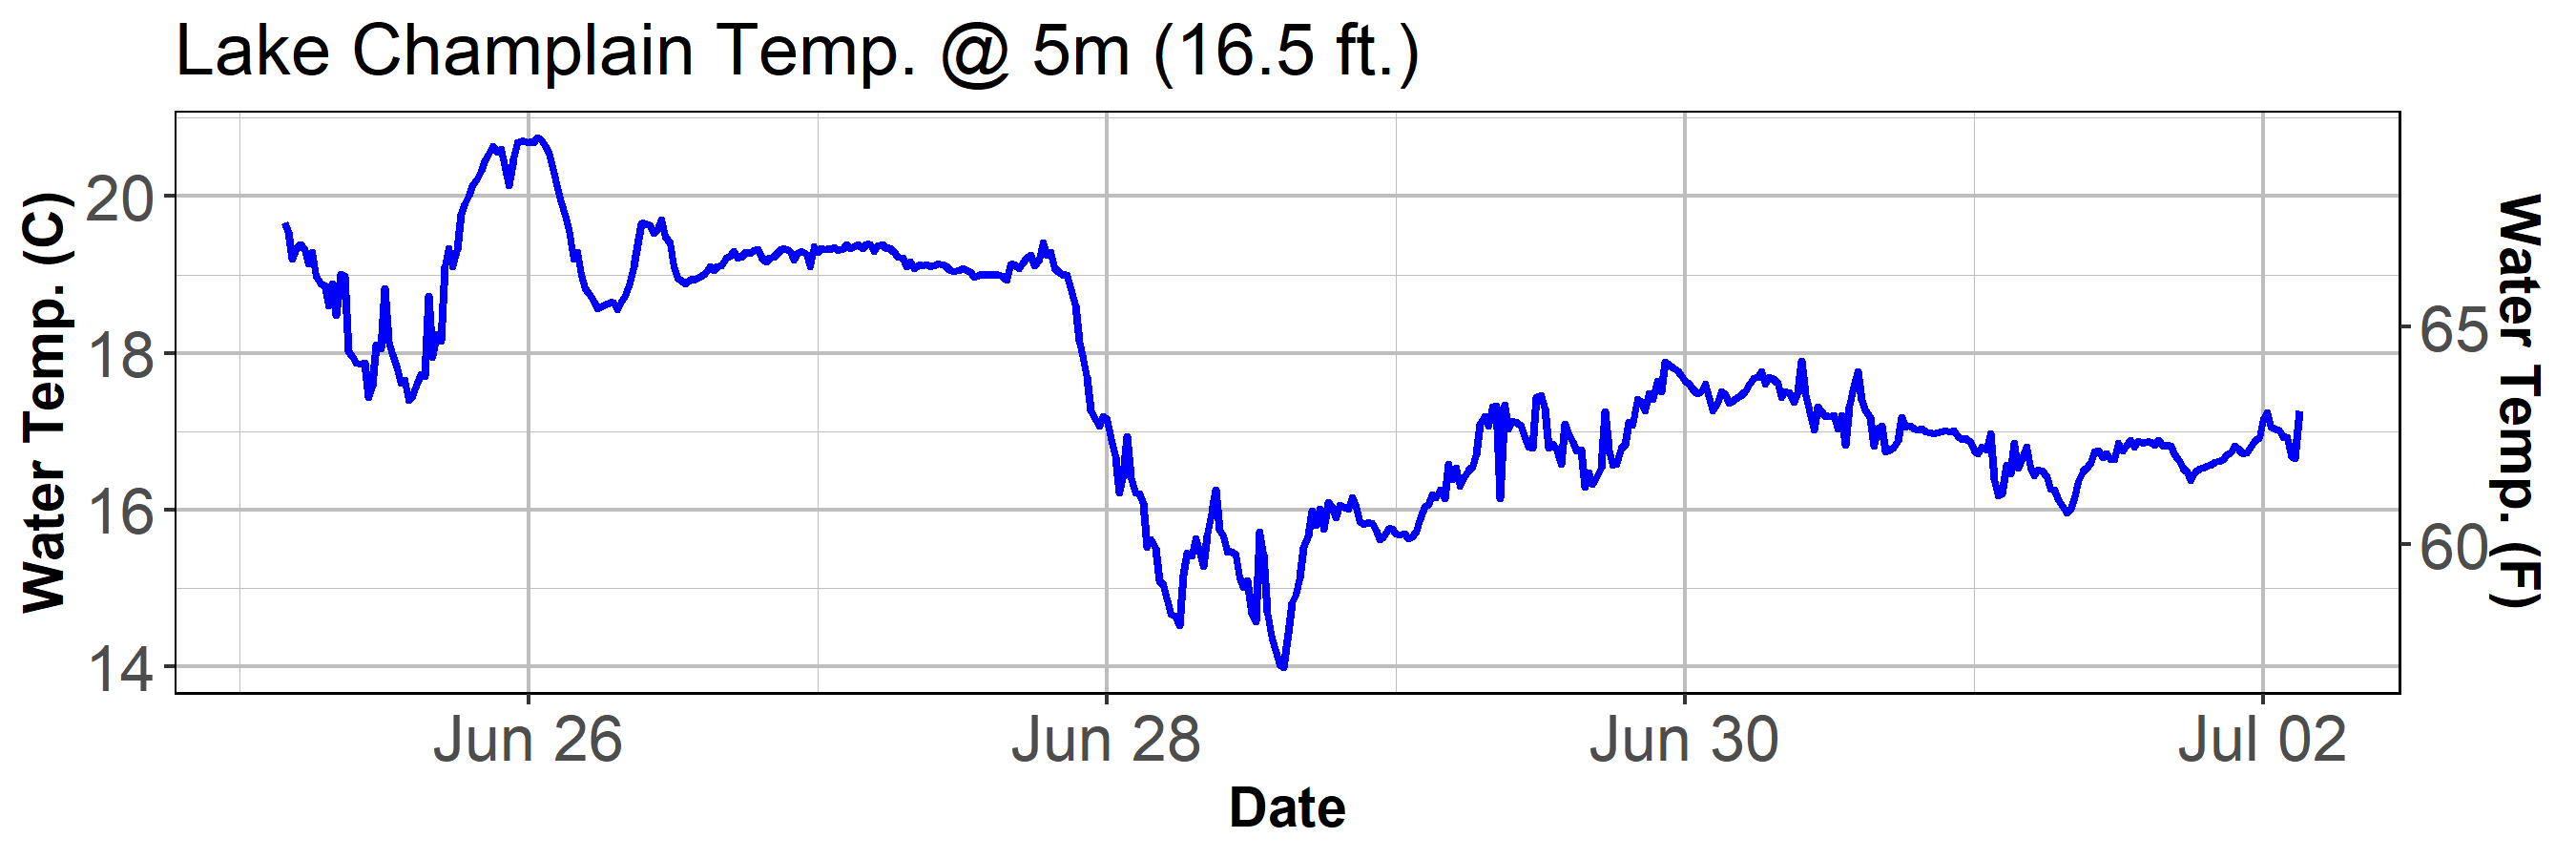 Lake Champlain Temp. @ 5m (16.5 ft.)
Water Temp. (C)
20
18
16
14
65
60
Water Temp. (F)
Jun 26
Jun 28
Jun 30
Jul 02
Date